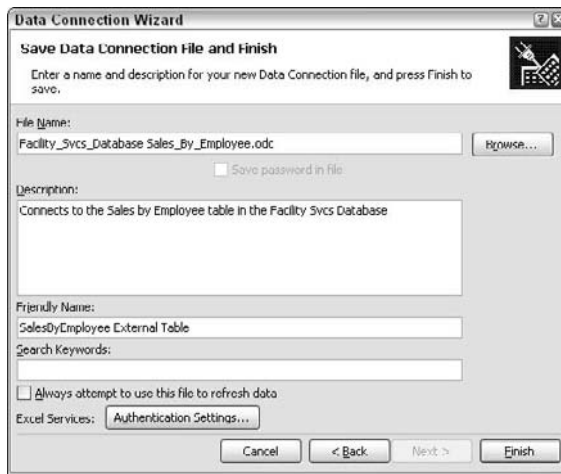 Data Connection Wizard
Save Data Connection File and Finish
Enter a name and description for your new Data Connection file, and press Finish to
save.
File Name:
Facility_Svcs_Database Sales_By_Employee.odc
Browse...
Save password in file
Description:
Connects to the Sales by Employee table in the Facility Svcs Database
Friendly Name:
SalesByEmployee External Table
Search Keywords:
Always attempt to use this file to refresh data
Excel Services: Authentication Settings...
Cancel < Back Next > Finish